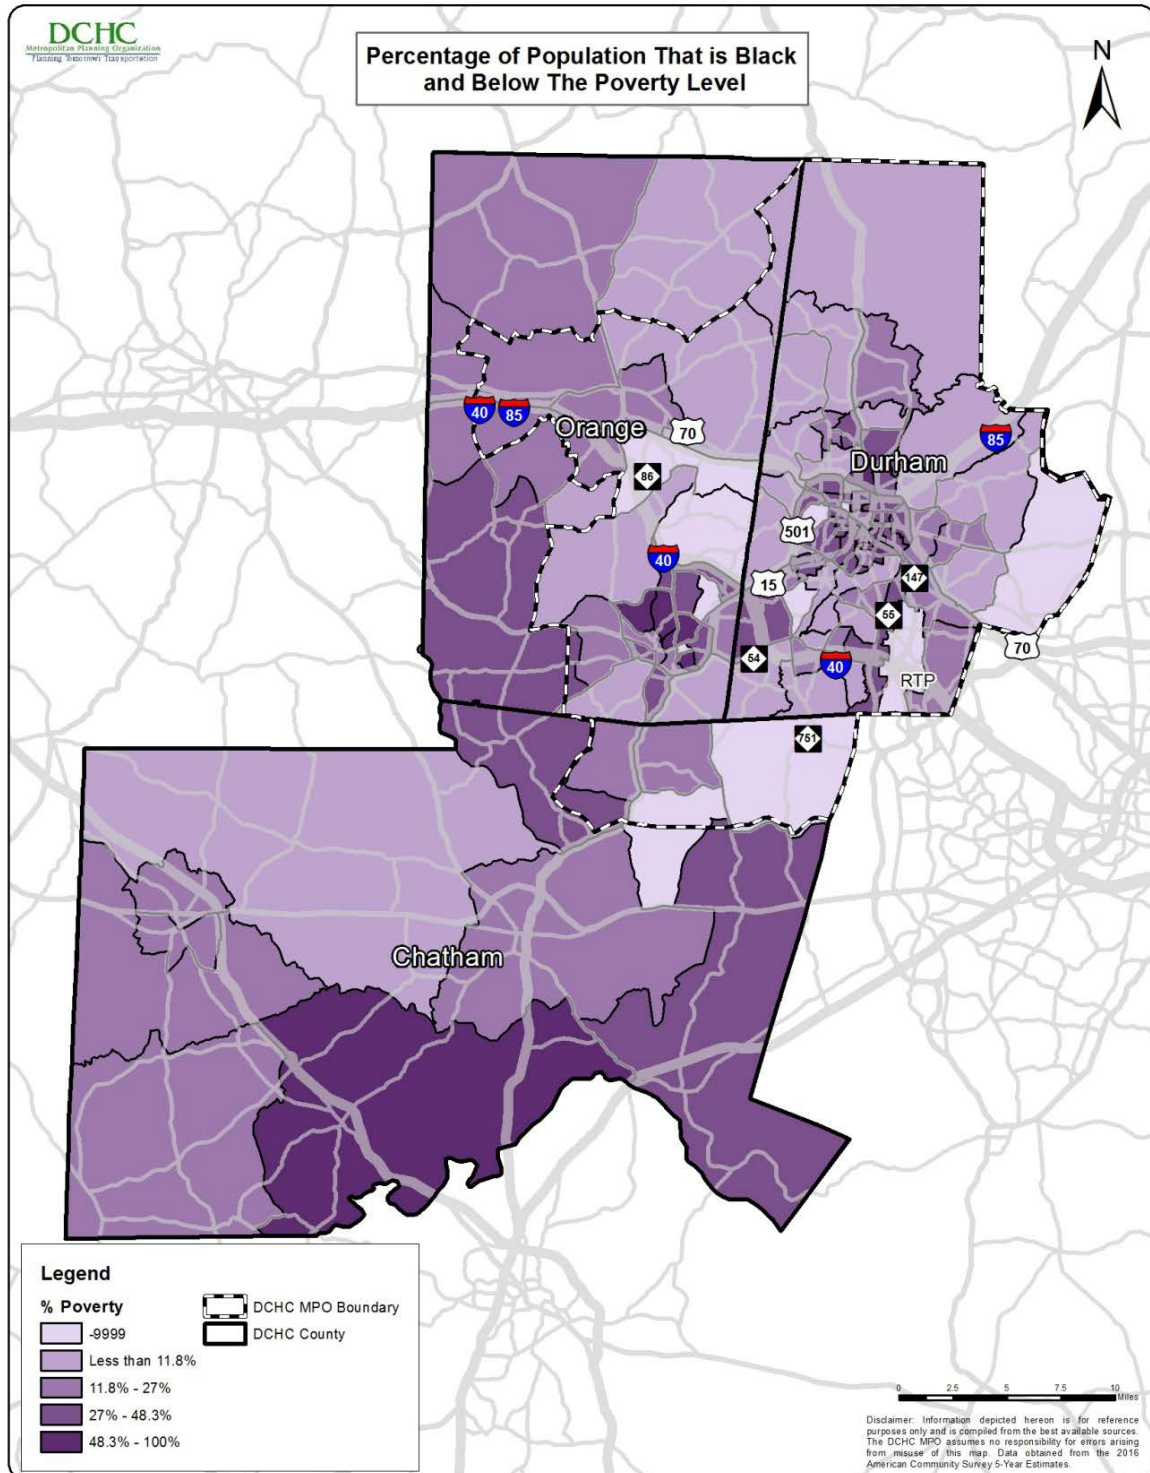 DCHC
Metropolitan Planning Organization
Planning Tomorrow's Transportation
Percentage of Population That is Black
and Below The Poverty Level
N
40
85
Orange
70
86
Durham
85
501
40
15
147
55
54
40
70
RTP
751
Chatham
Legend
% Poverty
-9999
Less than 11.8%
11.8% - 27%
27% - 48.3%
48.3% - 100%
DCHC MPO Boundary
DCHC County
0 2.5 5 7.5 10
Miles
Disclaimer: Information depicted hereon is for reference
purposes only and is compiled from the best available sources.
The DCHC MPO assumes no responsibility for errors arising
from misuse of this map. Data obtained from the 2016
American Community Survey 5-Year Estimates.